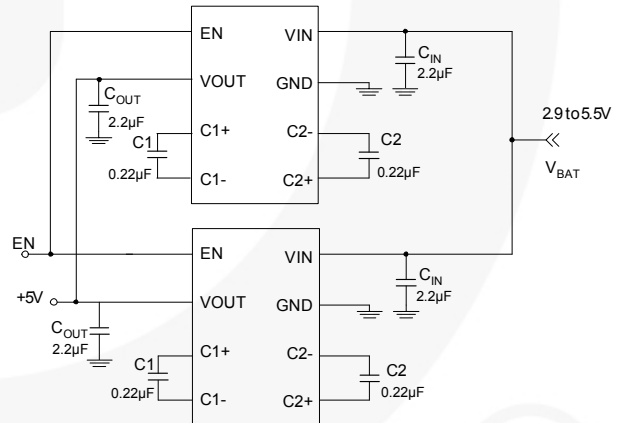 EN VIN
C_IN
VOUT
2.2µF
C_OUT
GND
2.2µF
2.9 to 5.5V
C1+ C2-
C1 C2
V_BAT
0.22µF 0.22µF
C1- C2+
EN
EN VIN
C_IN
+5V
VOUT GND
2.2µF
C_OUT
2.2µF
C1+ C2-
C1 C2
0.22µF 0.22µF
C1- C2+